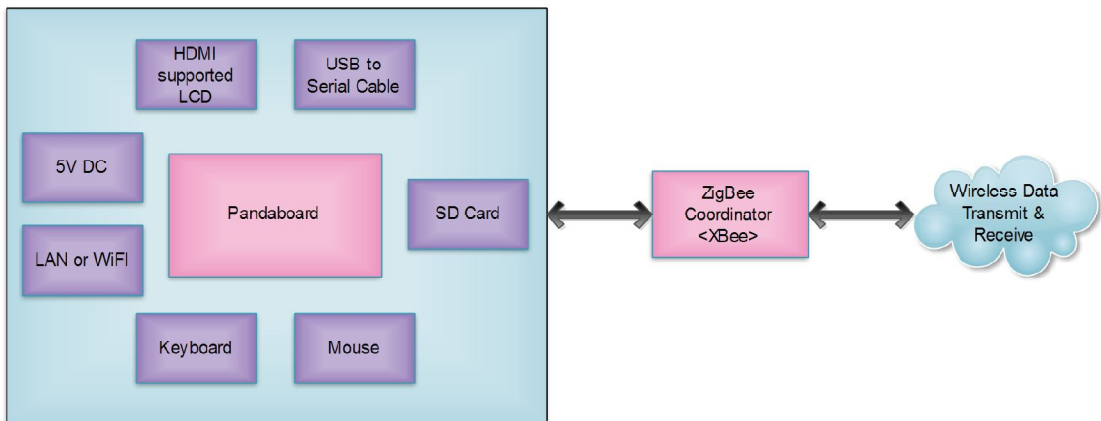 HDMI
supported
LCD
USB to
Serial Cable
5V DC
Pandaboard
SD Card
LAN or WiFI
Keyboard
Mouse
ZigBee
Coordinator
<XBee>
Wireless Data
Transmit &
Receive